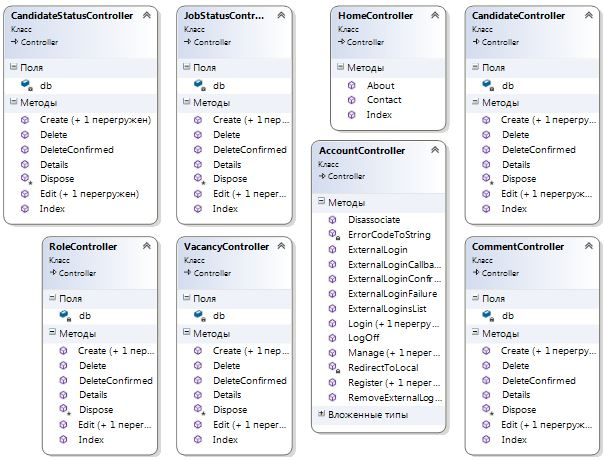 CandidateStatusController
Класс
Controller
Поля
db
Методы
Create (+ 1 перегружен)
Delete
DeleteConfirmed
Details
Dispose
Edit (+ 1 перегружен)
Index
JobStatusContr...
Класс
Controller
Поля
db
Методы
Create (+ 1 пер...
Delete
DeleteConfirmed
Details
Dispose
Edit (+ 1 перег...
Index
HomeController
Класс
Controller
Методы
About
Contact
Index
CandidateController
Класс
Controller
Поля
db
Методы
Create (+ 1 перегру...
Delete
DeleteConfirmed
Details
Dispose
Edit (+ 1 перегруж...
Index
RoleController
Класс
Controller
Поля
db
Методы
Create (+ 1 пер...
Delete
DeleteConfirmed
Details
Dispose
Edit (+ 1 перег...
Index
VacancyController
Класс
Controller
Поля
db
Методы
Create (+ 1 пер...
Delete
DeleteConfirmed
Details
Dispose
Edit (+ 1 перег...
Index
AccountController
Класс
Controller
Методы
Disassociate
ErrorCodeToString
ExternalLogin
ExternalLoginCallba...
ExternalLoginConfir...
ExternalLoginFailure
ExternalLoginsList
Login (+ 1 перегру...
LogOff
Manage (+ 1 перег...
RedirectToLocal
Register (+ 1 перег...
RemoveExternalLog...
Вложенные типы
CommentController
Класс
Controller
Поля
db
Методы
Create (+ 1 перегру...
Delete
DeleteConfirmed
Details
Dispose
Edit (+ 1 перегруж...
Index